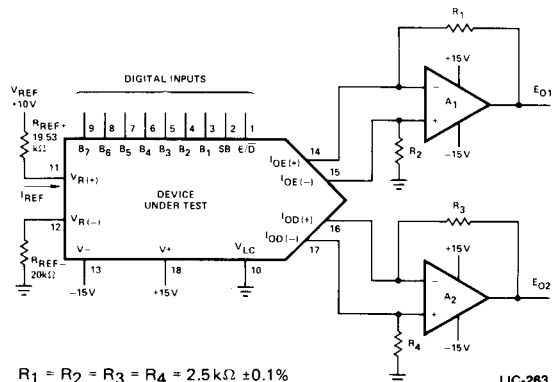 R1
+15V
A1
EO1
−
+
−15V
R2
DIGITAL INPUTS
VREF
+10V
RREF+
19.53
kΩ
9 8 7 6 5 4 3 2 1
B7 B6 B5 B4 B3 B2 B1 SB E/D̅
11
VR(+)
IREF
DEVICE
UNDER TEST
IOE(+)
14
IOE(−)
15
IOD(+)
16
IOD(−)
17
12
VR(−)
RREF−
20kΩ
V−
V+
VLC
13
18
10
−15V
+15V
R3
+15V
A2
EO2
−
+
−15V
R4
R1 = R2 = R3 = R4 = 2.5kΩ ±0.1%
LIC-263